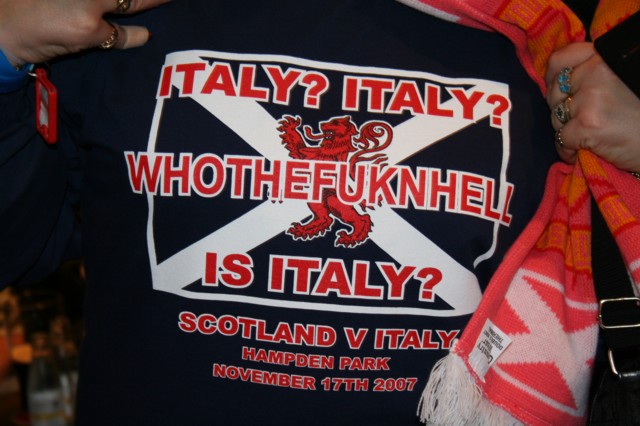 ITALY? ITALY?
WHOTHEFUKNHELL
IS ITALY?
SCOTLAND V ITALY
HAMPDEN PARK
NOVEMBER 17TH 2007